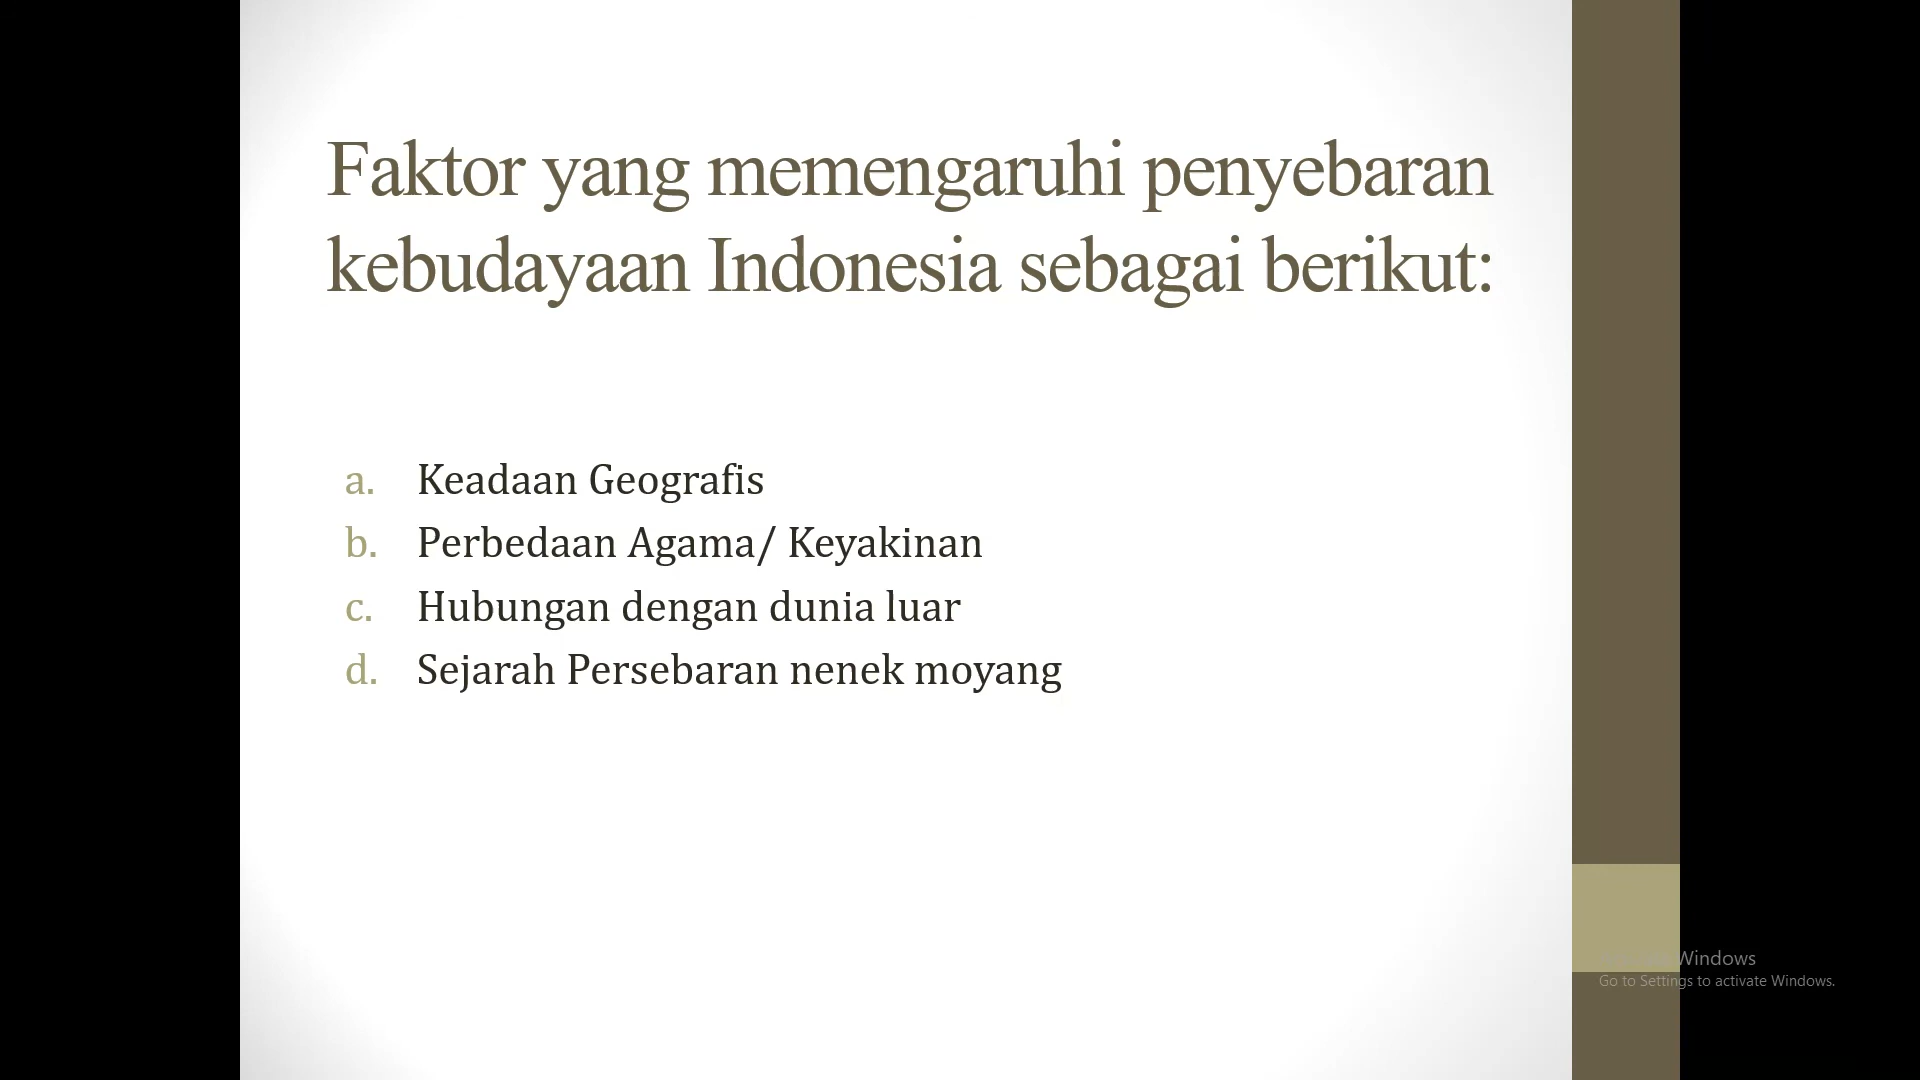 Faktor yang memengaruhi penyebaran
kebudayaan Indonesia sebagai berikut:
a. Keadaan Geografis
b. Perbedaan Agama/ Keyakinan
c. Hubungan dengan dunia luar
d. Sejarah Persebaran nenek moyang
Windows
Go to Settings to activate Windows.